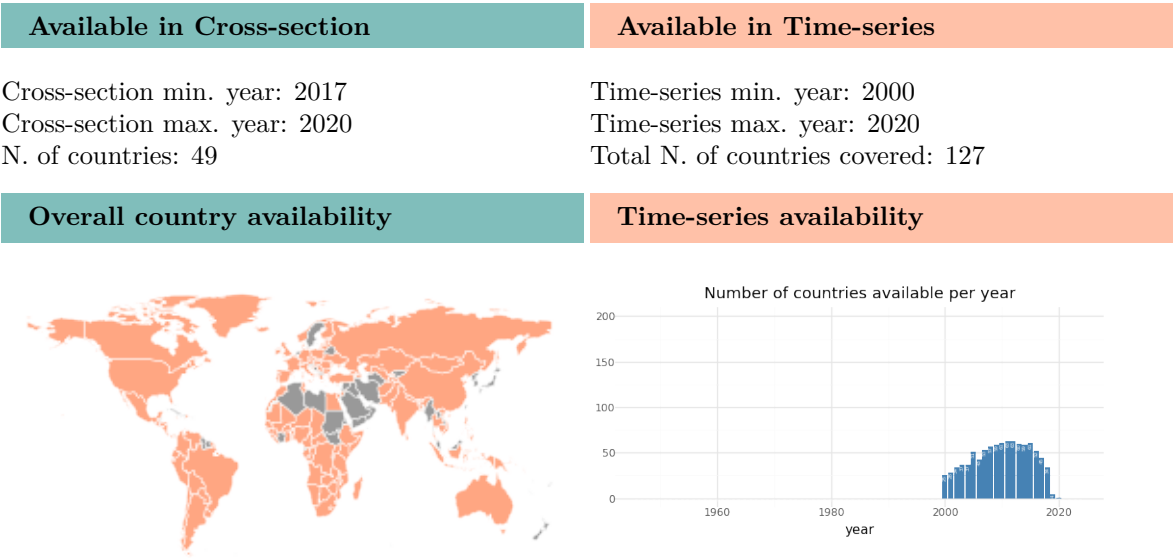 Available in Cross-section
Available in Time-series
Cross-section min. year: 2017
Cross-section max. year: 2020
N. of countries: 49
Time-series min. year: 2000
Time-series max. year: 2020
Total N. of countries covered: 127
Overall country availability
Time-series availability
Number of countries available per year
200
150
100
50
0
1960
1980
2000
2020
year